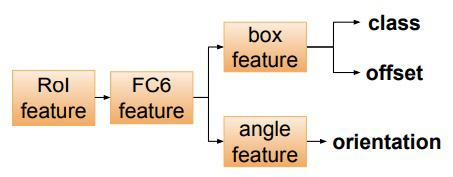 RoI
feature
FC6
feature
box
feature
class
offset
angle
feature
orientation